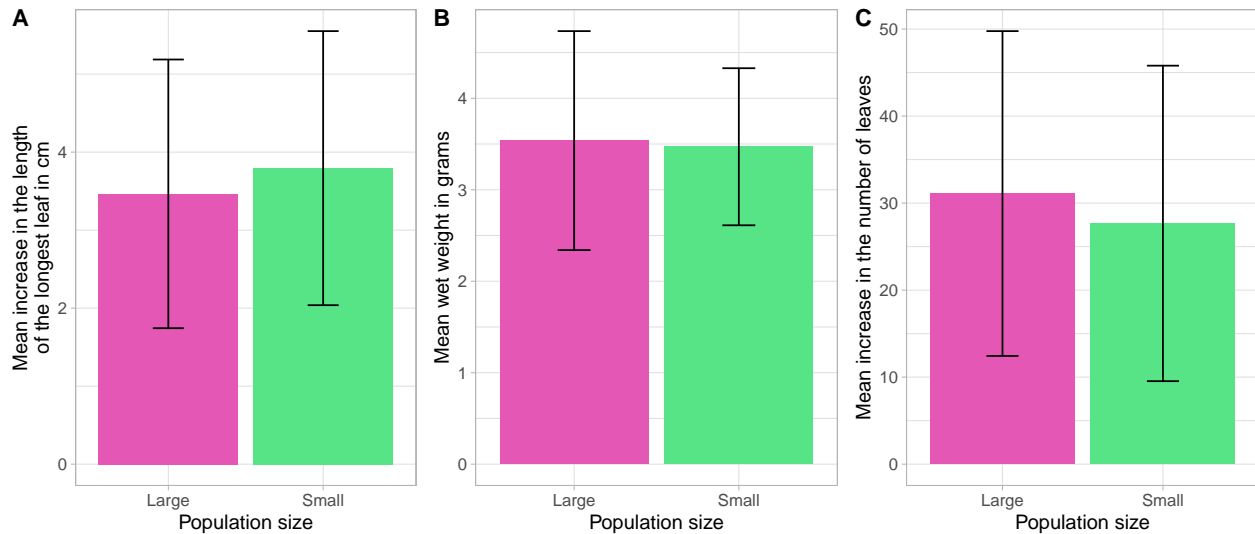 A
Mean increase in the length
of the longest leaf in cm
4
2
0
Large
Small
Population size
B
Mean wet weight in grams
4
3
2
1
0
Large
Small
Population size
C
Mean increase in the number of leaves
50
40
30
20
10
0
Large
Small
Population size